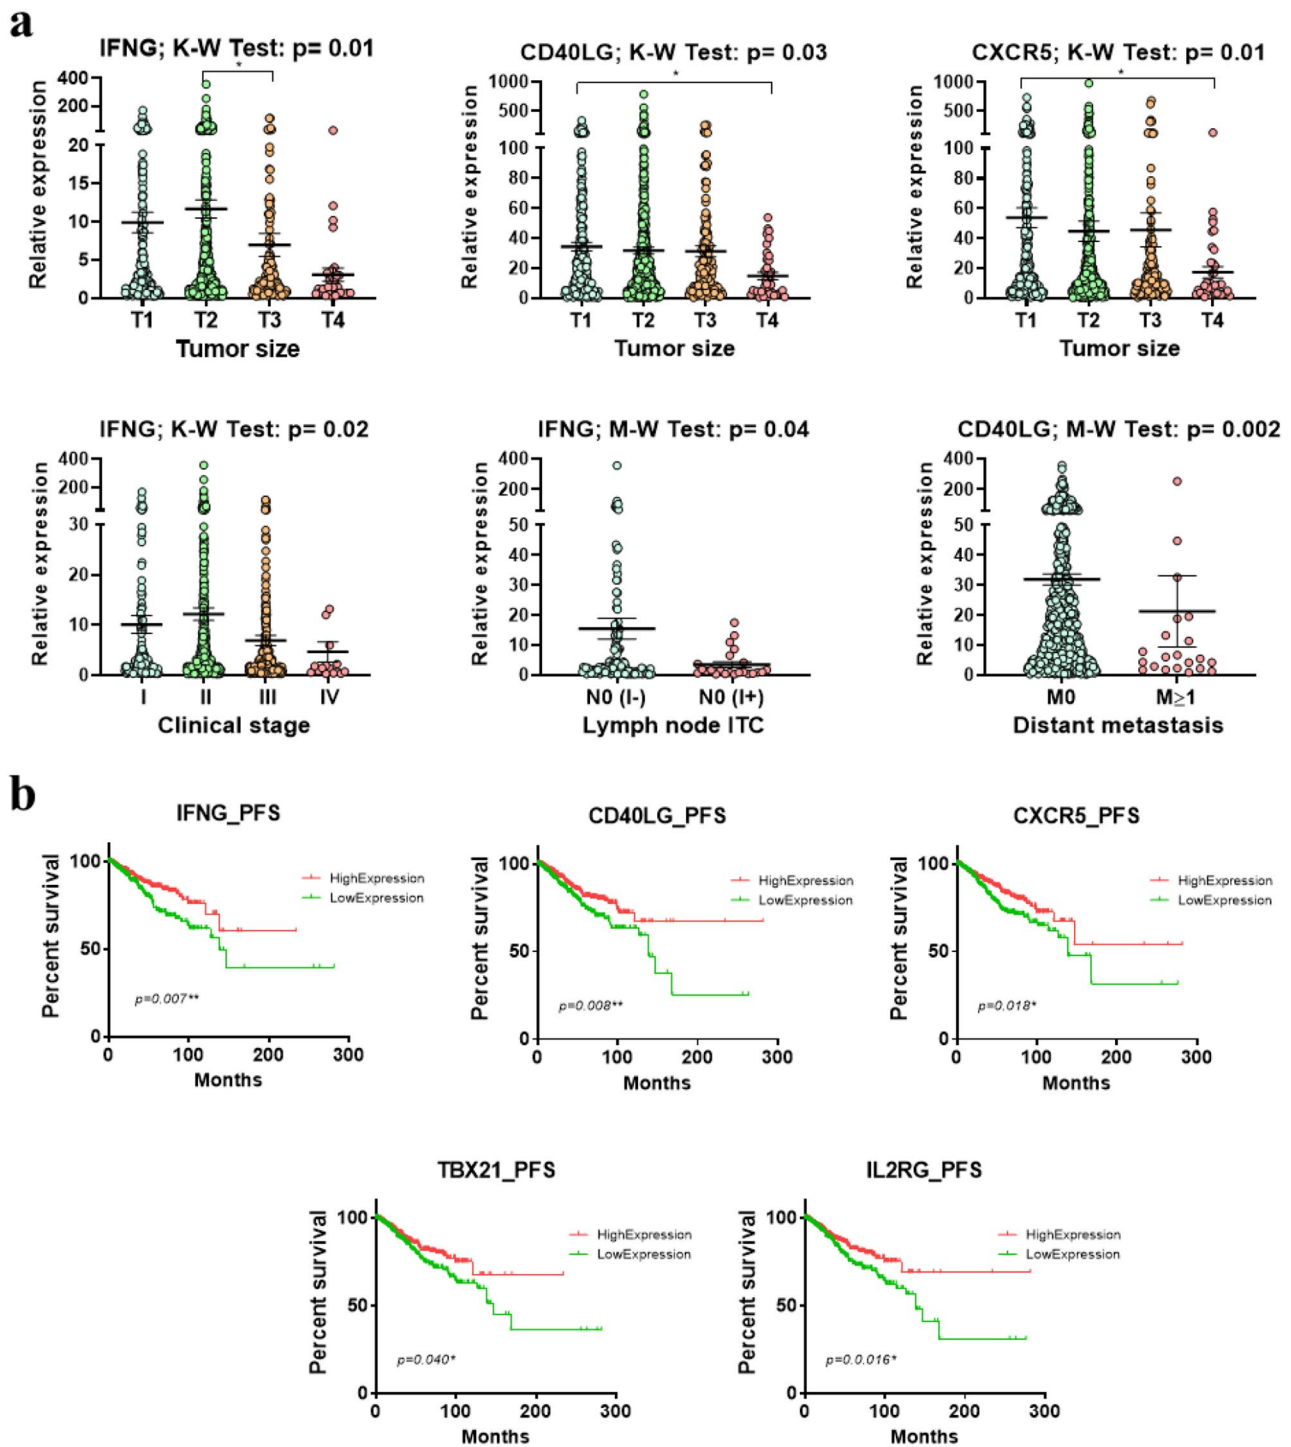 a
IFNG; K-W Test: p= 0.01
*
400
200
20
15
10
5
0
Relative expression
T1 T2 T3 T4
Tumor size
CD40LG; K-W Test: p= 0.03
*
1000
500
100
80
60
40
20
0
Relative expression
T1 T2 T3 T4
Tumor size
CXCR5; K-W Test: p= 0.01
*
1000
500
100
80
60
40
20
0
Relative expression
T1 T2 T3 T4
Tumor size
IFNG; K-W Test: p= 0.02
400
200
30
20
10
0
Relative expression
I II III IV
Clinical stage
IFNG; M-W Test: p= 0.04
400
200
50
40
30
20
10
0
Relative expression
N0 (I-) N0 (I+)
Lymph node ITC
CD40LG; M-W Test: p= 0.002
400
200
50
40
30
20
10
0
Relative expression
M0 M≥1
Distant metastasis
b
IFNG_PFS
100
50
0
Percent survival
HighExpression
LowExpression
p=0.007**
0 100 200 300
Months
CD40LG_PFS
100
50
0
Percent survival
HighExpression
LowExpression
p=0.008**
0 100 200 300
Months
CXCR5_PFS
100
50
0
Percent survival
HighExpression
LowExpression
p=0.018*
0 100 200 300
Months
TBX21_PFS
100
50
0
Percent survival
HighExpression
LowExpression
p=0.040*
0 100 200 300
Months
IL2RG_PFS
100
50
0
Percent survival
HighExpression
LowExpression
p=0.0.016*
0 100 200 300
Months